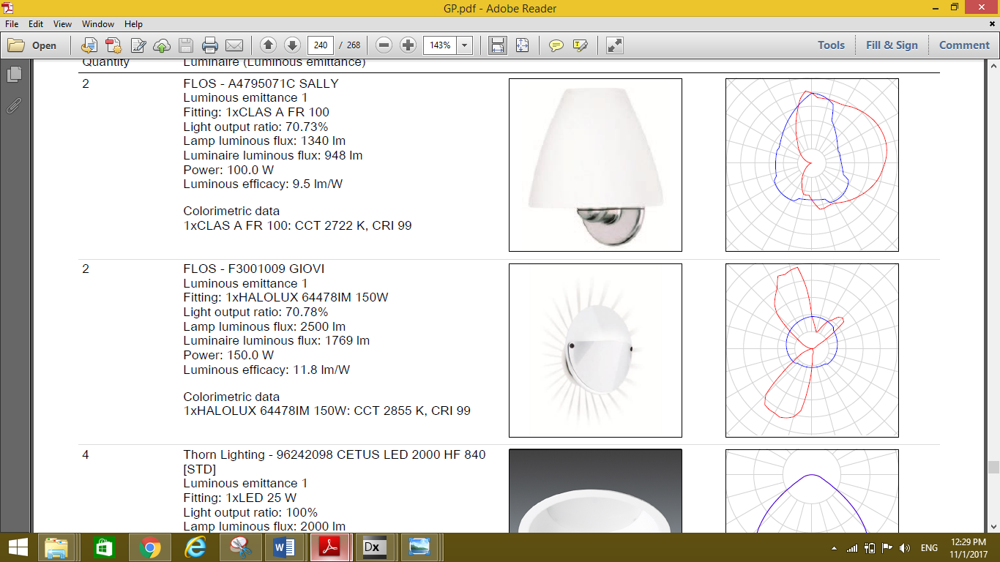 GP.pdf - Adobe Reader
File Edit View Window Help
Open 240 / 268 143% Tools Fill & Sign Comment
Quantity Luminaire (Luminous emittance)
2 FLOS - A4795071C SALLY
Luminous emittance 1
Fitting: 1xCLAS A FR 100
Light output ratio: 70.73%
Lamp luminous flux: 1340 lm
Luminaire luminous flux: 948 lm
Power: 100.0 W
Luminous efficacy: 9.5 lm/W
Colorimetric data
1xCLAS A FR 100: CCT 2722 K, CRI 99
2 FLOS - F3001009 GIOVI
Luminous emittance 1
Fitting: 1xHALOLUX 64478IM 150W
Light output ratio: 70.78%
Lamp luminous flux: 2500 lm
Luminaire luminous flux: 1769 lm
Power: 150.0 W
Luminous efficacy: 11.8 lm/W
Colorimetric data
1xHALOLUX 64478IM 150W: CCT 2855 K, CRI 99
4 Thorn Lighting - 96242098 CETUS LED 2000 HF 840
[STD]
Luminous emittance 1
Fitting: 1xLED 25 W
Light output ratio: 100%
Lamp luminous flux: 2000 lm
Dx
ENG
12:29 PM
11/1/2017